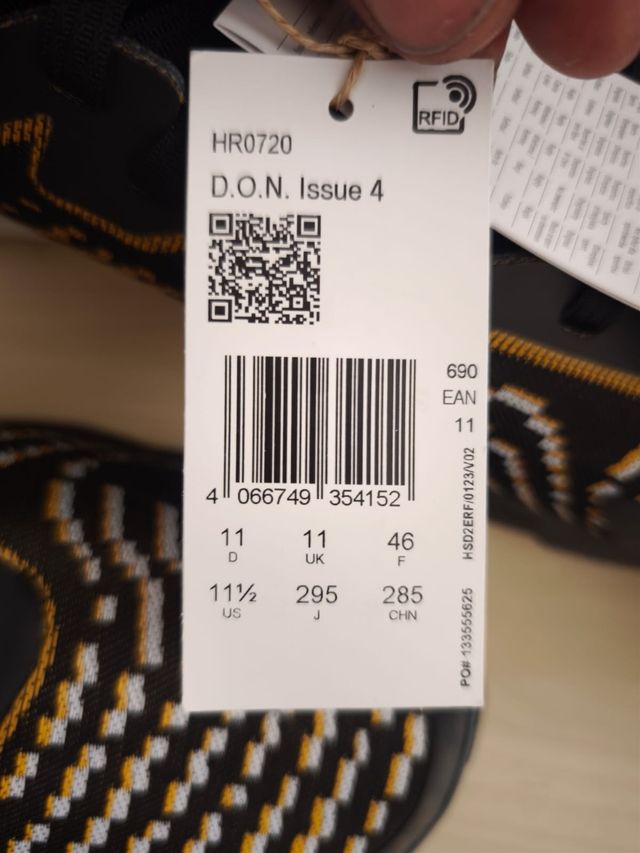 RFID
HR0720
D.O.N. Issue 4
690
EAN
11
4 066749 354152
HSD2ERF/0123/V02
11 11 46
D UK F
11½ 295 285
US J CHN
PO# 133555625